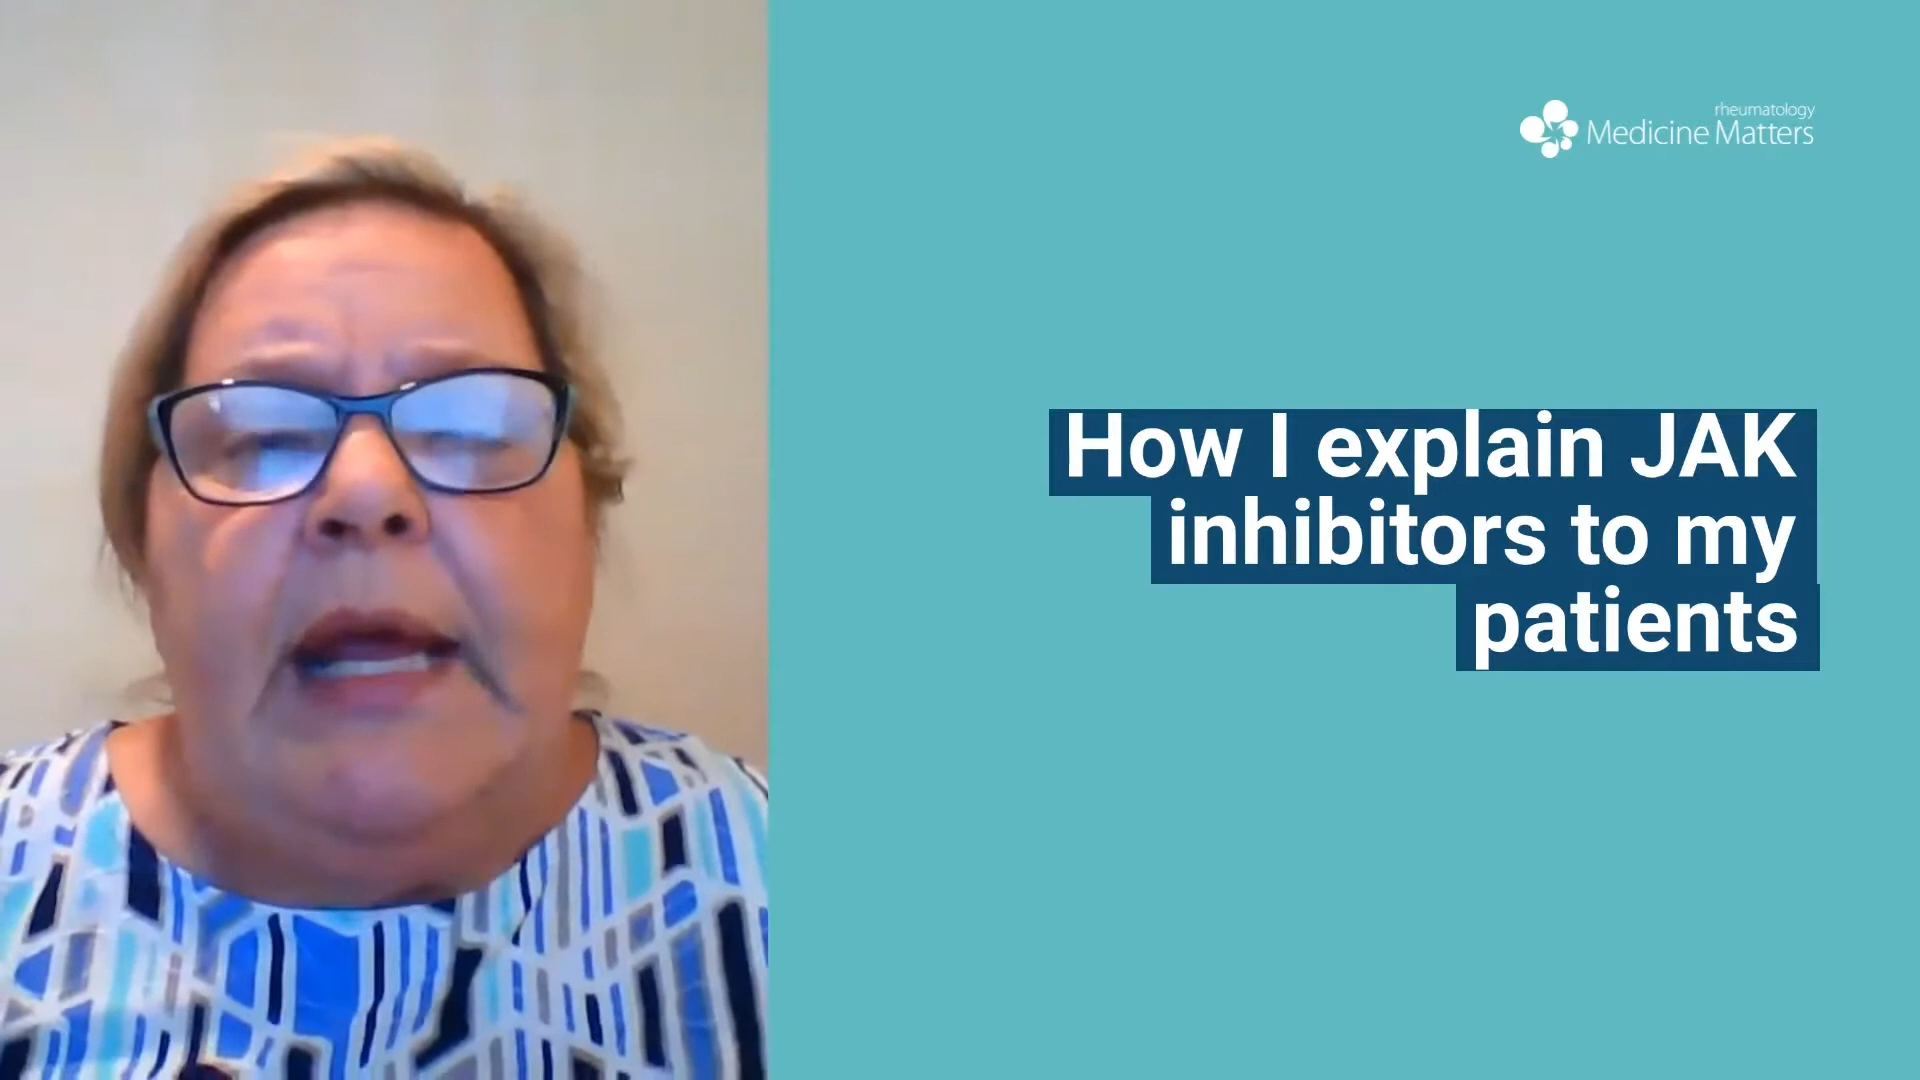 rheumatology
Medicine Matters
How I explain JAK
inhibitors to my
patients